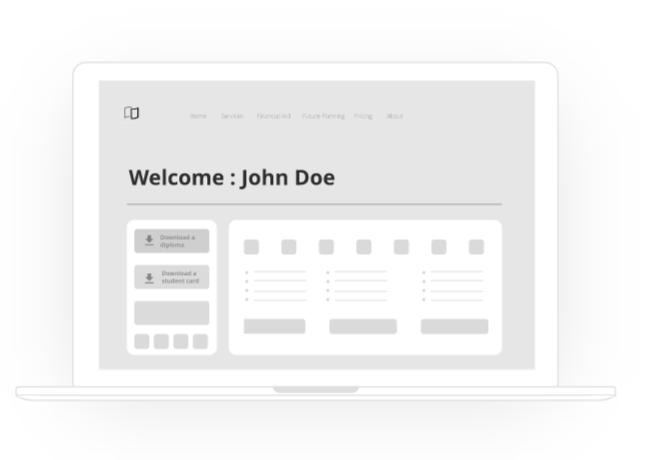 Home Services Financial Aid Future Planning Pricing About
Welcome : John Doe
Download a
diploma
Download a
student card